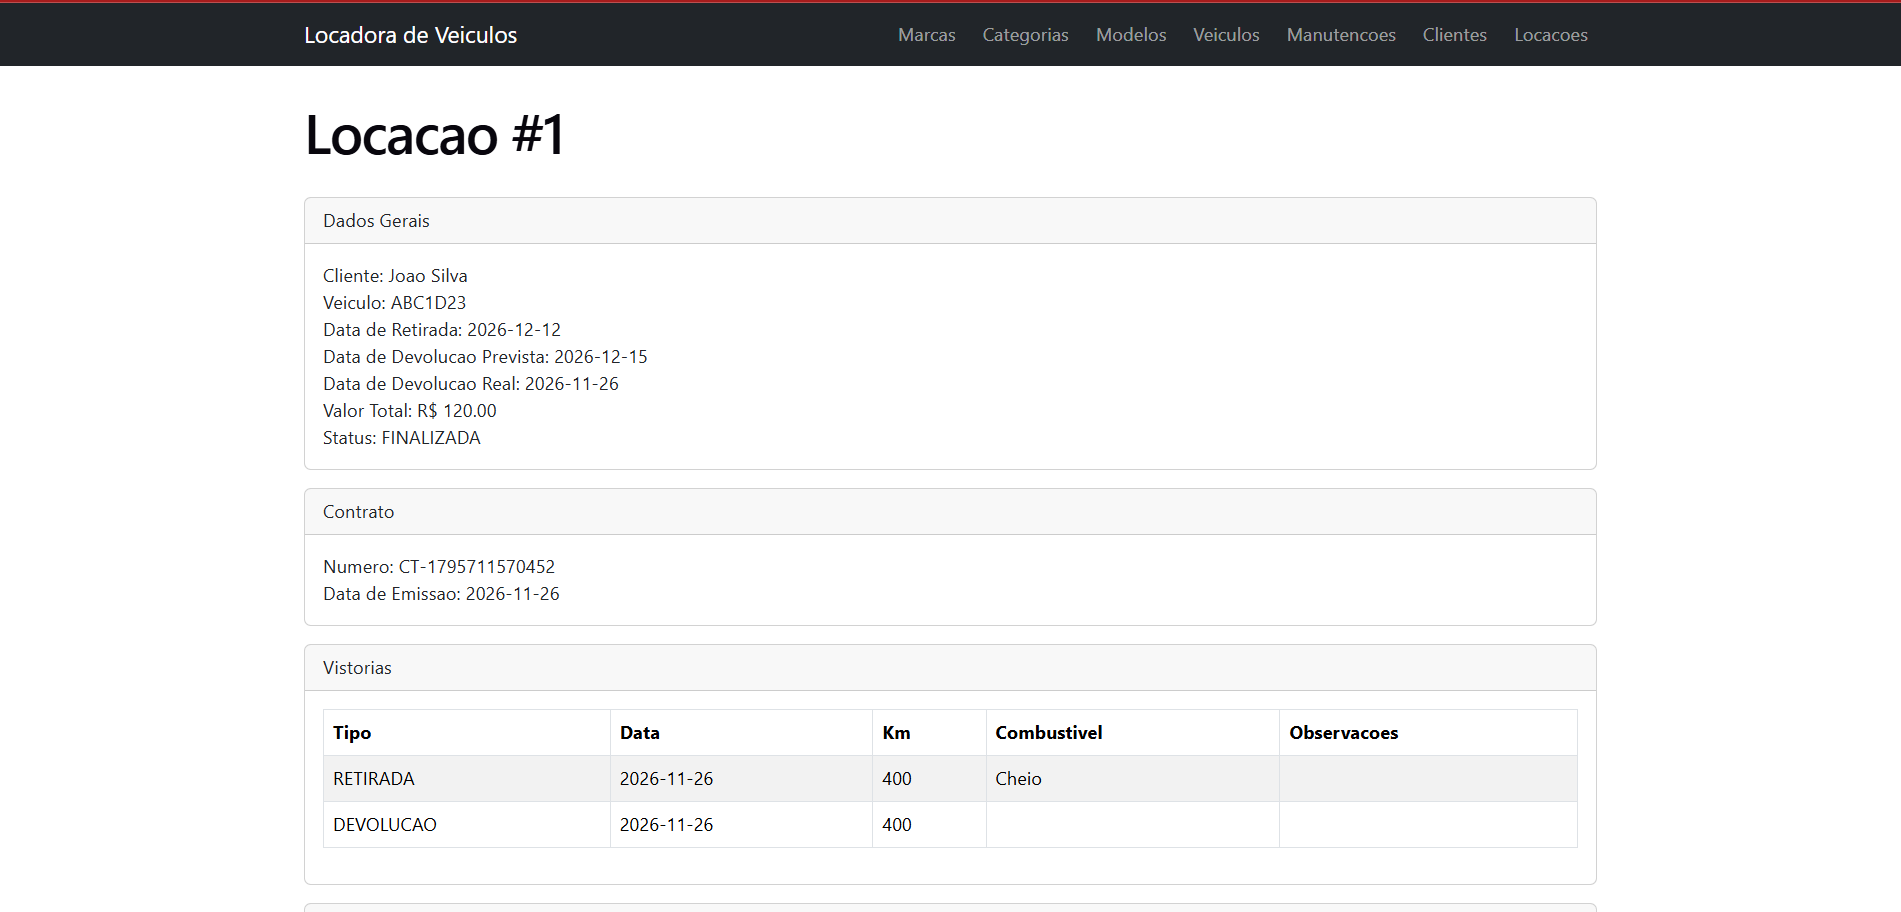 Locadora de Veiculos Marcas Categorias Modelos Veiculos Manutencoes Clientes Locacoes
Locacao #1
Dados Gerais
Cliente: Joao Silva
Veiculo: ABC1D23
Data de Retirada: 2026-12-12
Data de Devolucao Prevista: 2026-12-15
Data de Devolucao Real: 2026-11-26
Valor Total: R$ 120.00
Status: FINALIZADA
Contrato
Numero: CT-1795711570452
Data de Emissao: 2026-11-26
Vistorias
Tipo Data Km Combustivel Observacoes
RETIRADA 2026-11-26 400 Cheio
DEVOLUCAO 2026-11-26 400